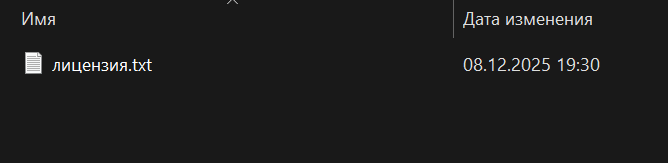 Имя Дата изменения
лицензия.txt 08.12.2025 19:30